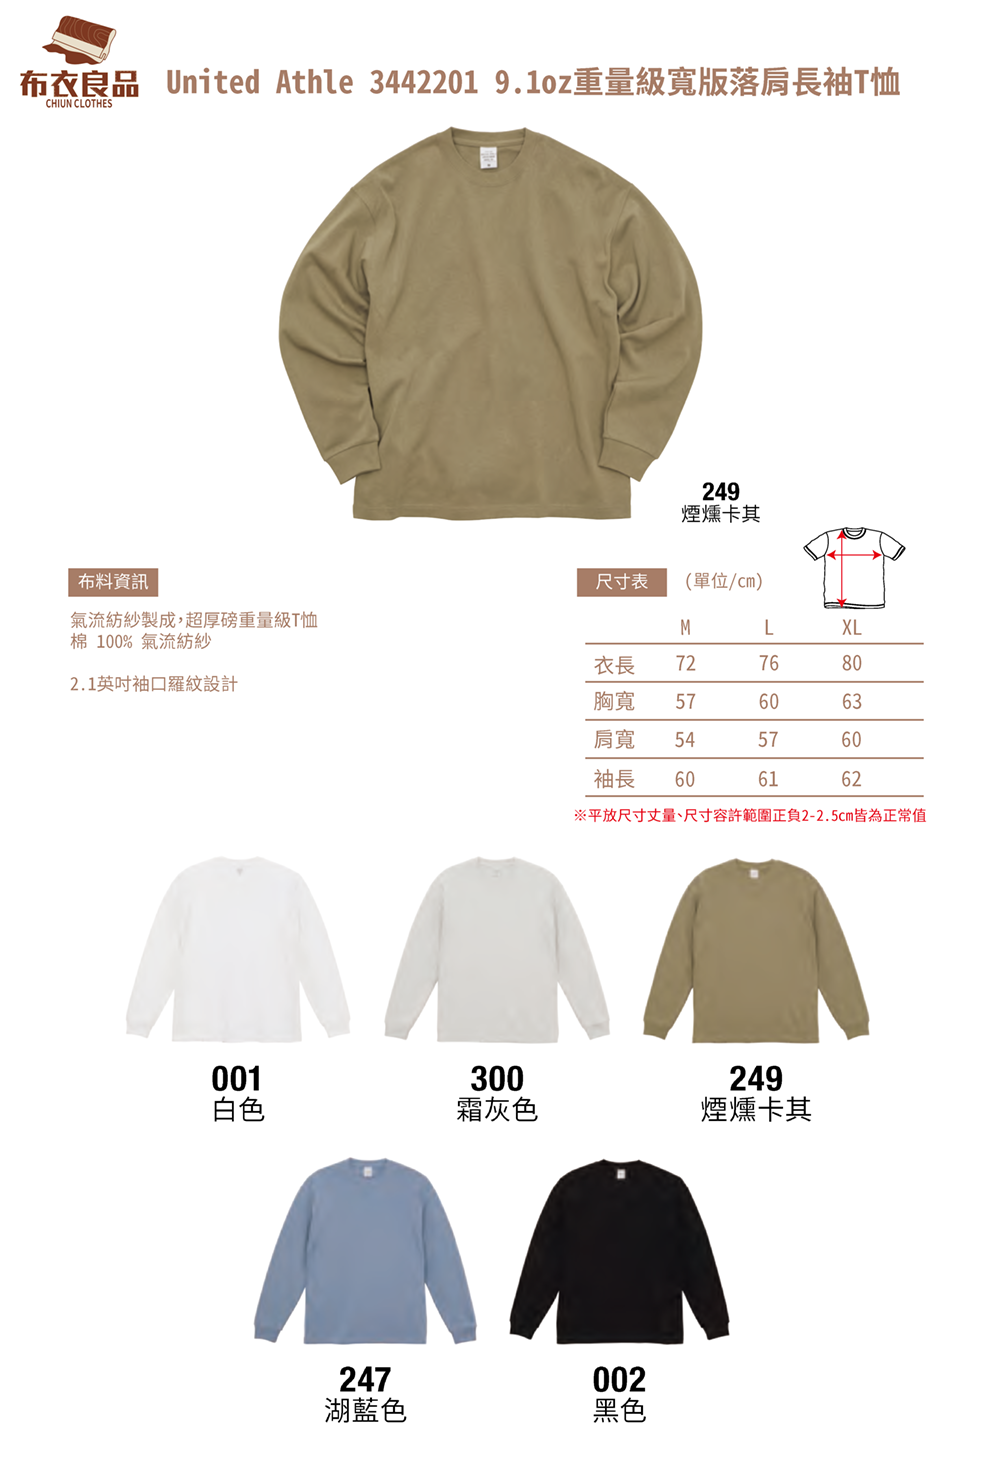 布衣良品
CHIUN CLOTHES
United Athle 3442201 9.1oz重量級寬版落肩長袖T恤
249
煙燻卡其
布料資訊
氣流紡紗製成,超厚磅重量級T恤
棉 100% 氣流紡紗
2.1英吋袖口羅紋設計
尺寸表 (單位/cm)
M L XL
衣長 72 76 80
胸寬 57 60 63
肩寬 54 57 60
袖長 60 61 62
※平放尺寸丈量、尺寸容許範圍正負2-2.5cm皆為正常值
001
白色
300
霜灰色
249
煙燻卡其
247
湖藍色
002
黑色